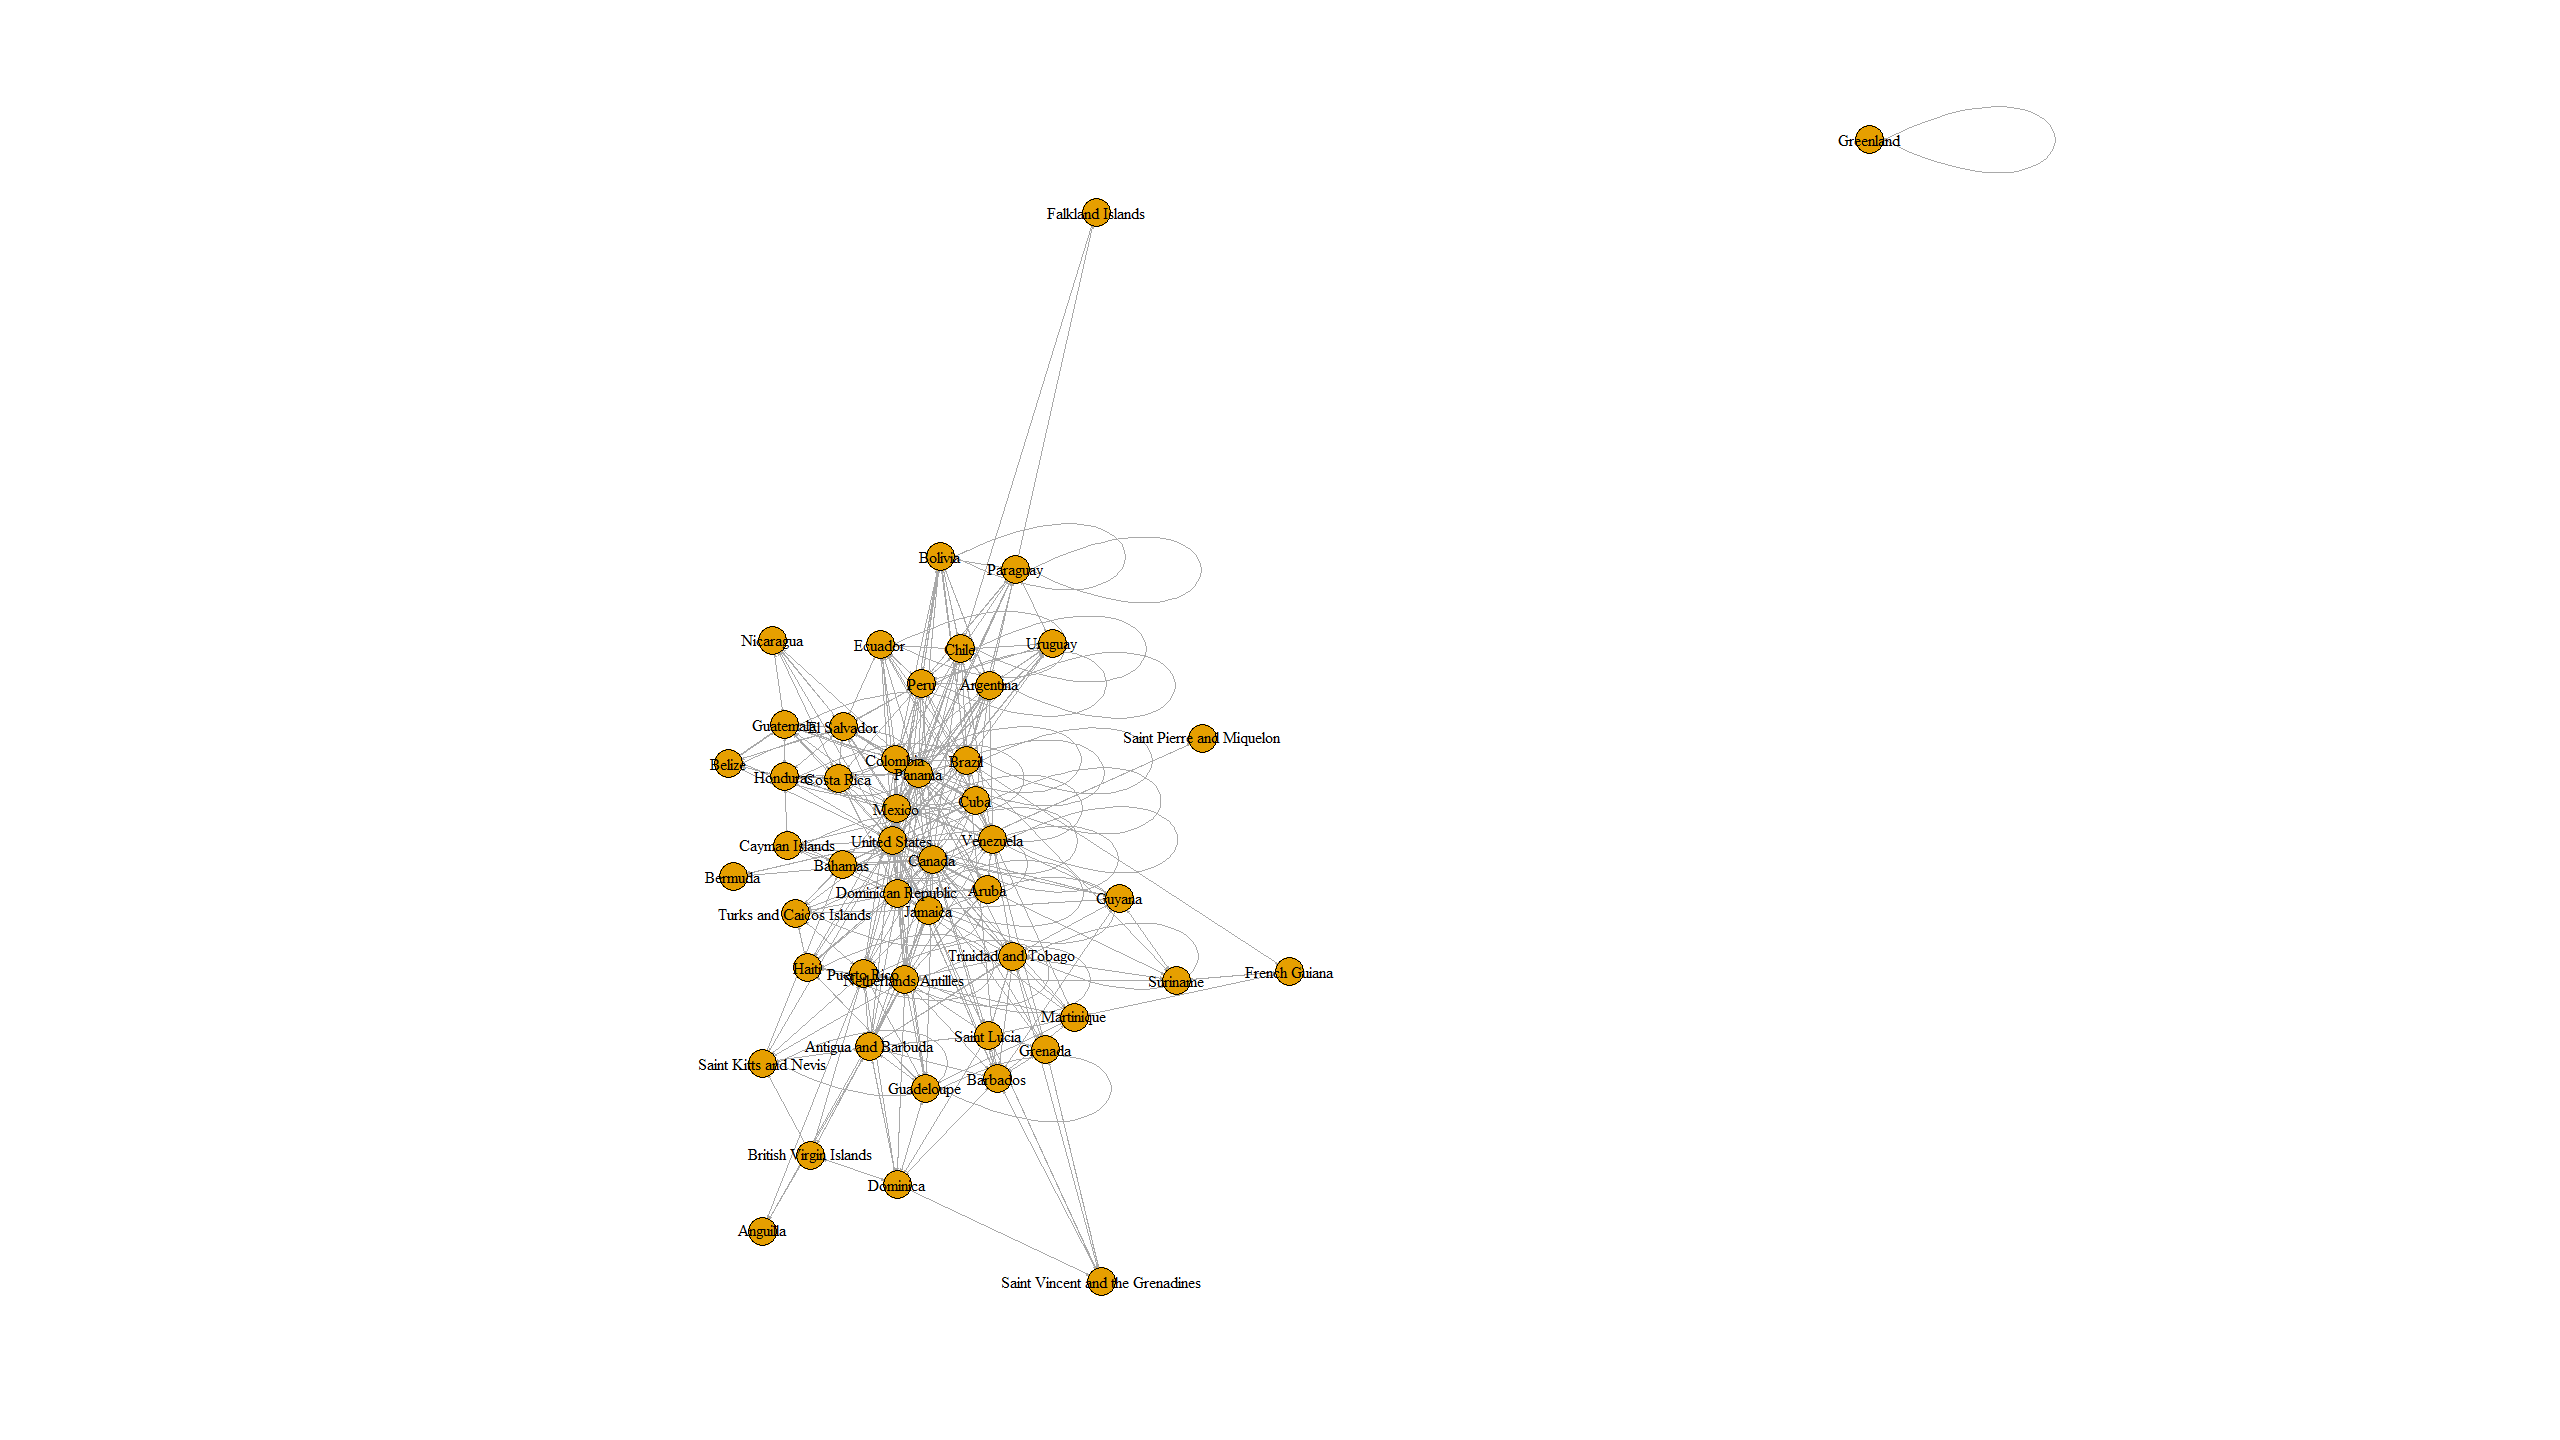 Greenland
Falkland Islands
Bolivia
Paraguay
Nicaragua
Ecuador
Chile
Uruguay
Peru
Argentina
Guatemala
El Salvador
Saint Pierre and Miquelon
Belize
Colombia
Brazil
Panama
Honduras
Costa Rica
Mexico
Cuba
United States
Venezuela
Cayman Islands
Canada
Bahamas
Bermuda
Dominican Republic
Aruba
Guyana
Turks and Caicos Islands
Jamaica
Trinidad and Tobago
Haiti
Puerto Rico
Netherlands Antilles
Suriname
French Guiana
Martinique
Saint Lucia
Antigua and Barbuda
Grenada
Saint Kitts and Nevis
Barbados
Guadeloupe
British Virgin Islands
Dominica
Anguilla
Saint Vincent and the Grenadines